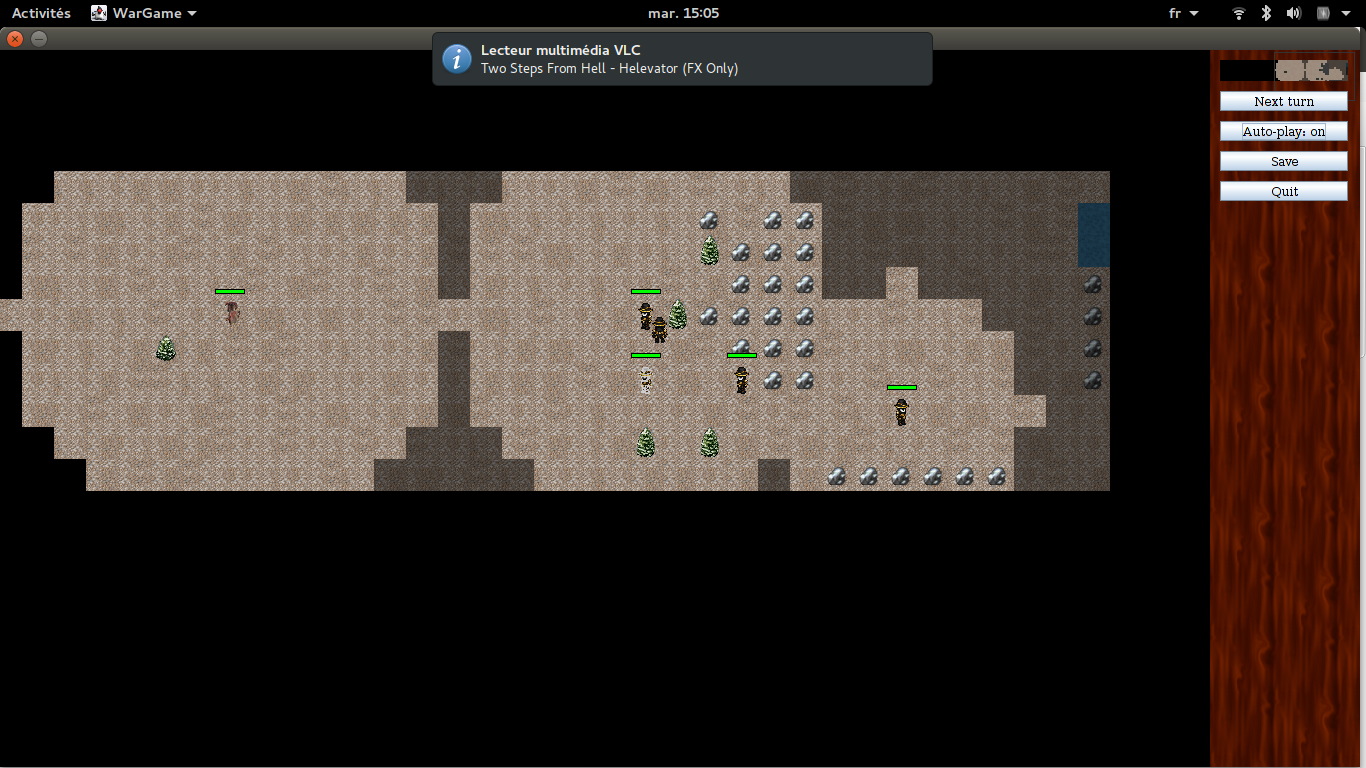 Activités WarGame mar. 15:05 fr
Lecteur multimédia VLC
Two Steps From Hell - Helevator (FX Only)
Next turn
Auto-play: on
Save
Quit